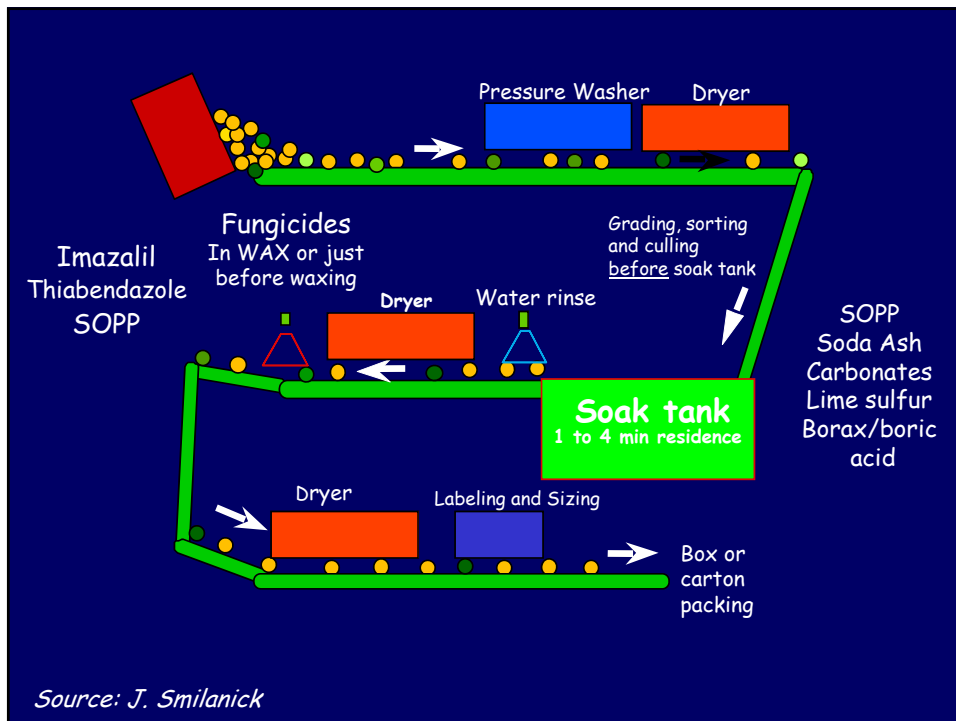 Pressure Washer
Dryer
Fungicides
In WAX or just
before waxing
Imazalil
Thiabendazole
SOPP
Grading, sorting
and culling
before soak tank
Dryer
Water rinse
SOPP
Soda Ash
Carbonates
Lime sulfur
Borax/boric
acid
Soak tank
1 to 4 min residence
Dryer
Labeling and Sizing
Box or
carton
packing
Source: J. Smilanick